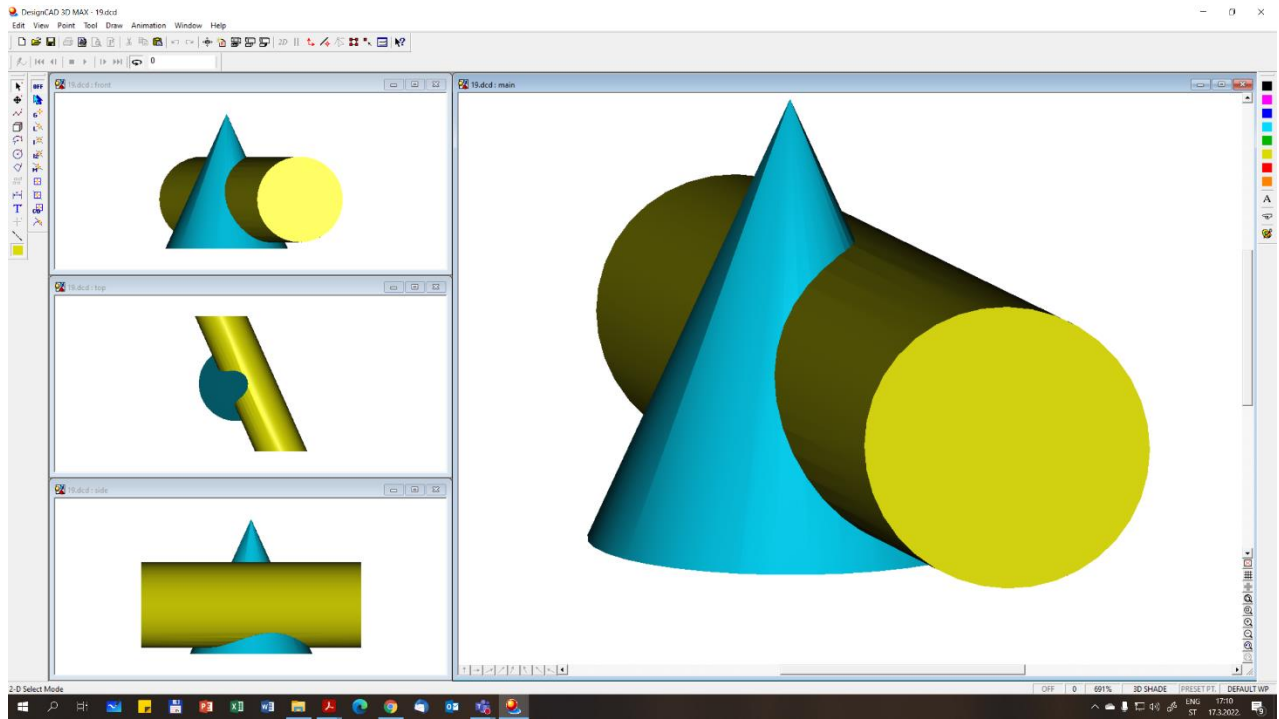 DesignCAD 3D MAX - 19.dcd
Edit View Point Tool Draw Animation Window Help
2D
0
OFF
19.dcd : front
19.dcd : main
19.dcd : top
19.dcd : side
T
A
2-D Select Mode
OFF 0 691% 3D SHADE PRESET PT. DEFAULT WP
ENG 17:10
ST 17.3.2022.